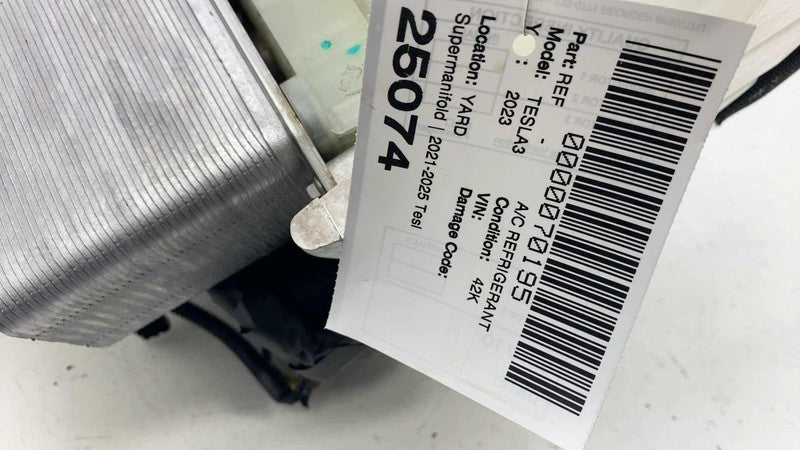 0000070195
Part: REF - A/C REFRIGERANT
Model: TESLA3 Condition: 42K
Y : 2023 VIN:
Damage Code:
Location: YARD
Supermanifold | 2021-2025 Tesl
25074